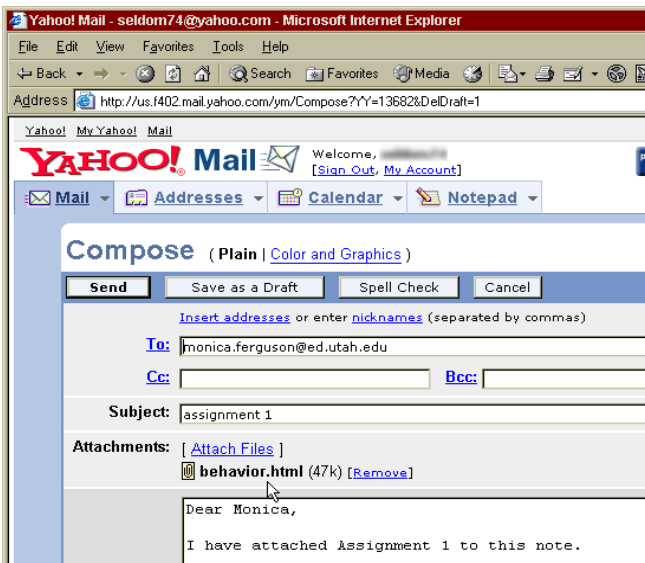 Yahoo! Mail - seldom74@yahoo.com - Microsoft Internet Explorer
File Edit View Favorites Tools Help
Back Search Favorites Media
Address http://us.f402.mail.yahoo.com/ym/Compose?YY=13682&DelDraft=1
Yahoo! My Yahoo! Mail
YAHOO! Mail Welcome,
[Sign Out, My Account]
Mail Addresses Calendar Notepad
Compose ( Plain | Color and Graphics )
Send Save as a Draft Spell Check Cancel
Insert addresses or enter nicknames (separated by commas)
To: monica.ferguson@ed.utah.edu
Cc: Bcc:
Subject: assignment 1
Attachments: [ Attach Files ]
behavior.html (47k) [Remove]
Dear Monica,
I have attached Assignment 1 to this note.